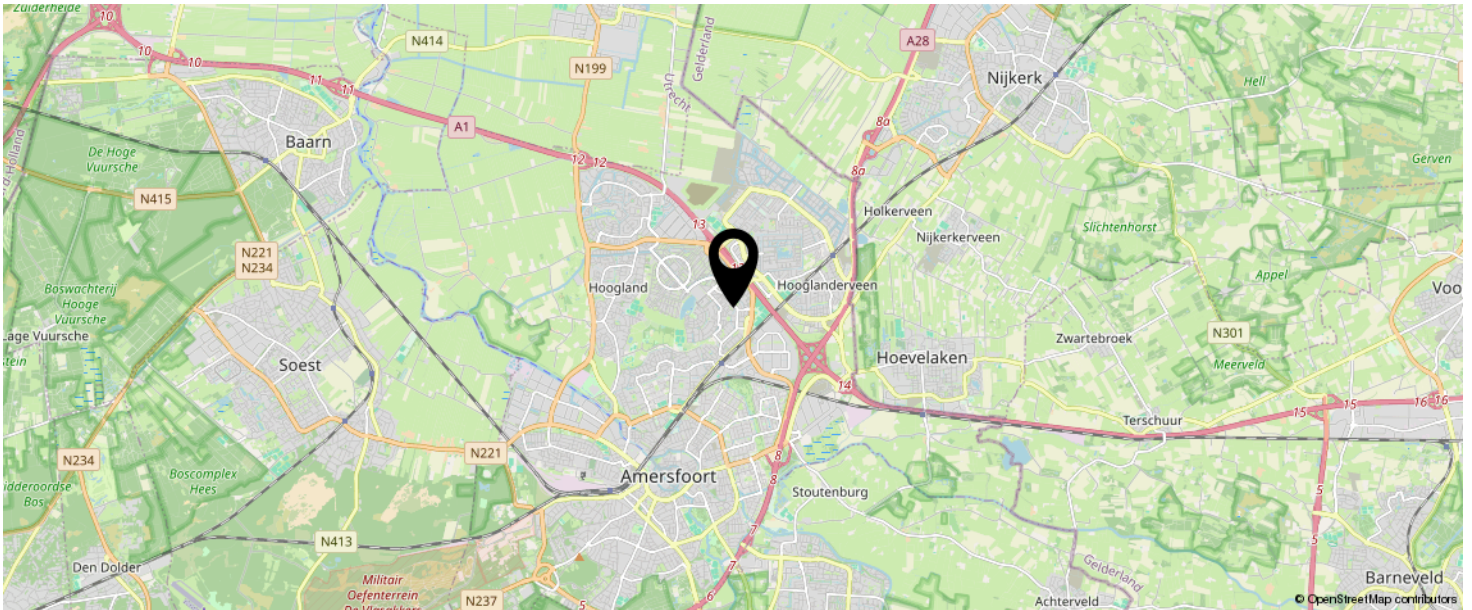 Zuiderheide
10
10
10
N414
11
11
A1
N199
Utrecht
Gelderland
A28
Nijkerk
8a
8a
Hell
Gerven
Baarn
De Hoge
Vuursche
N415
12
12
13
Holkerveen
Nijkerkerveen
Slichtenhorst
Appel
N221
N234
Boswachterij
Hooge
Vuursche
Lage Vuursche
Hoogland
Hooglanderveen
Voo
N301
Zwartebroek
Meerveld
Soest
Hoevelaken
14
Terschuur
15
15
16
16
N234
N221
Boscomplex
Hees
Amersfoort
8
8
Stoutenburg
5
5
N413
7
7
Den Dolder
Militair
Oefenterrein
De Vlasakkers
N237
5
6
Gelderland
Achterveld
Barneveld
© OpenStreetMap contributors